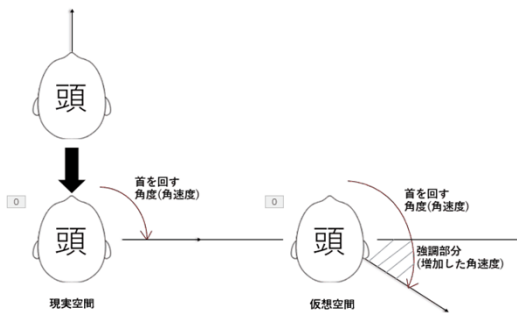 頭
首を回す
角度(角速度)
0
頭
現実空間
首を回す
角度(角速度)
0
頭
強調部分
(増加した角速度)
仮想空間